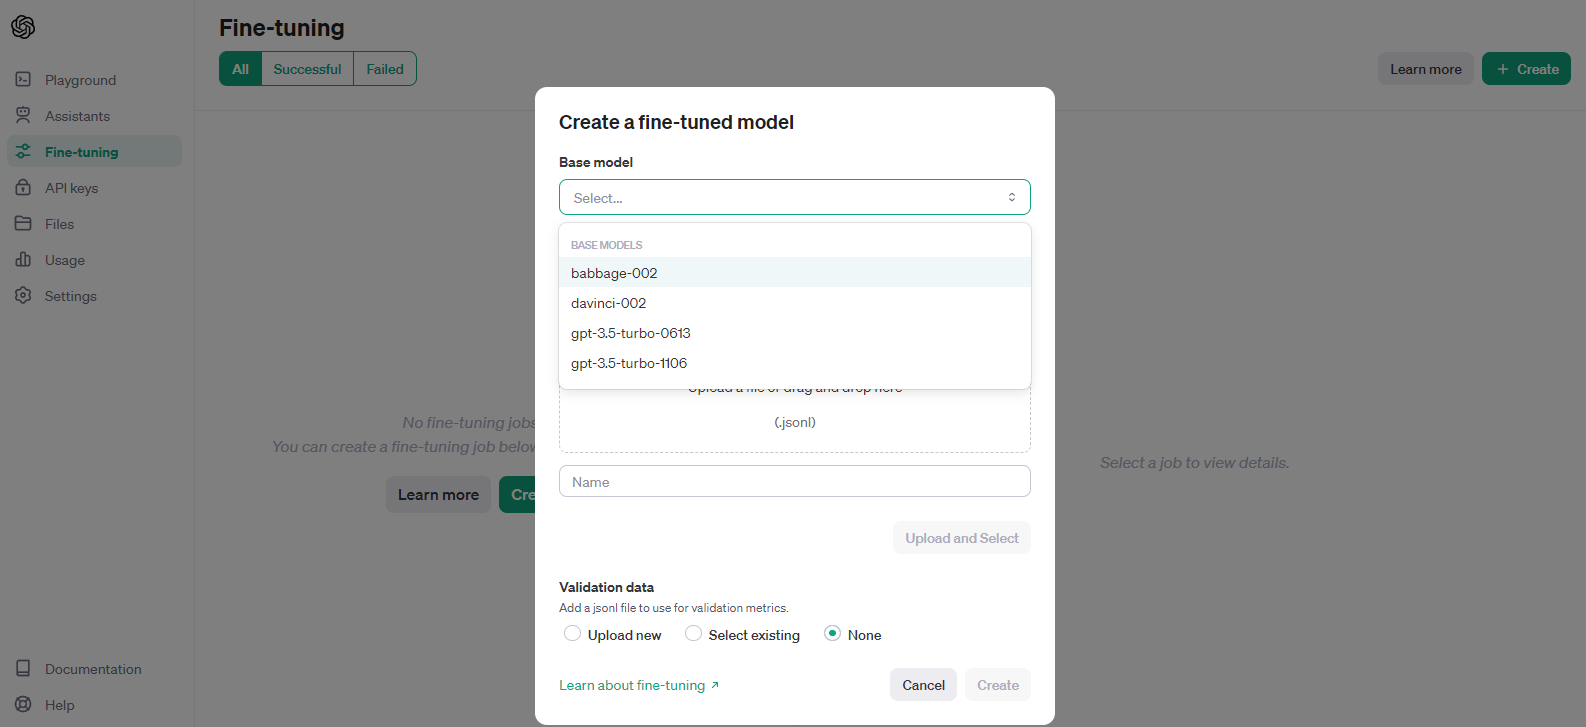 Fine-tuning
All Successful Failed
Learn more + Create
Playground
Assistants
Fine-tuning
API keys
Files
Usage
Settings
Documentation
Help
No fine-tuning jobs
You can create a fine-tuning job below
Learn more Cre
Create a fine-tuned model
Base model
Select...
BASE MODELS
babbage-002
davinci-002
gpt-3.5-turbo-0613
gpt-3.5-turbo-1106
Upload a file or drag and drop here
(.jsonl)
Name
Upload and Select
Validation data
Add a jsonl file to use for validation metrics.
Upload new Select existing None
Learn about fine-tuning ↗
Cancel Create
Select a job to view details.